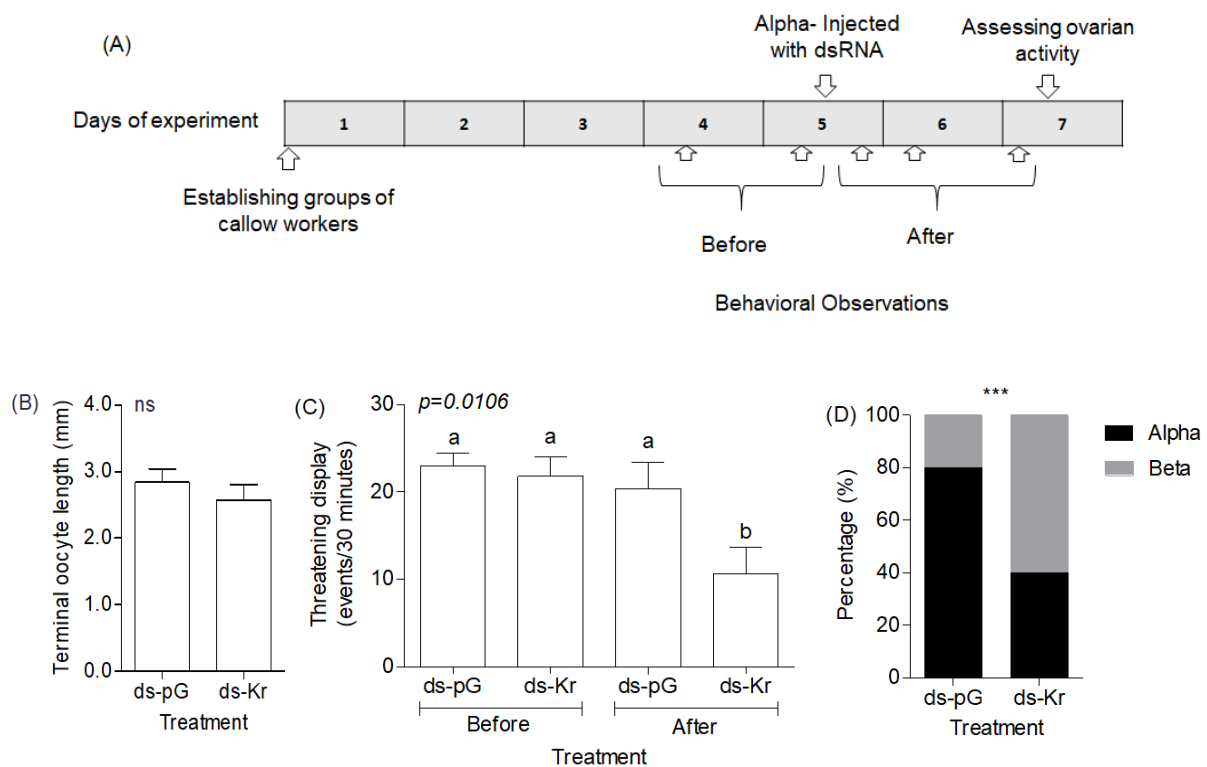 (A)
Alpha- Injected
with dsRNA
Assessing ovarian
activity
Days of experiment
1 2 3 4 5 6 7
Establishing groups of
callow workers
Before
After
Behavioral Observations
(B)
Terminal oocyte length (mm)
4.0
3.0
2.0
1.0
0.0
ns
ds-pG ds-Kr
Treatment
(C)
Threatening display
(events/30 minutes)
30
20
10
0
p=0.0106
a a a b
ds-pG ds-Kr ds-pG ds-Kr
Before After
Treatment
(D)
Percentage (%)
100
80
60
40
20
0
***
ds-pG ds-Kr
Treatment
Alpha
Beta